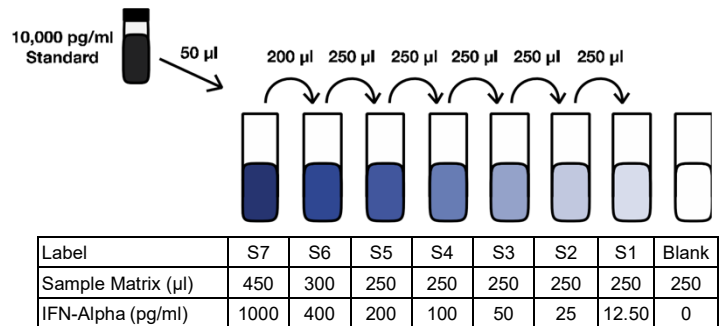 10,000 pg/ml
Standard
50 µl
200 µl 250 µl 250 µl 250 µl 250 µl 250 µl
Label S7 S6 S5 S4 S3 S2 S1 Blank
Sample Matrix (µl) 450 300 250 250 250 250 250 250
IFN-Alpha (pg/ml) 1000 400 200 100 50 25 12.50 0